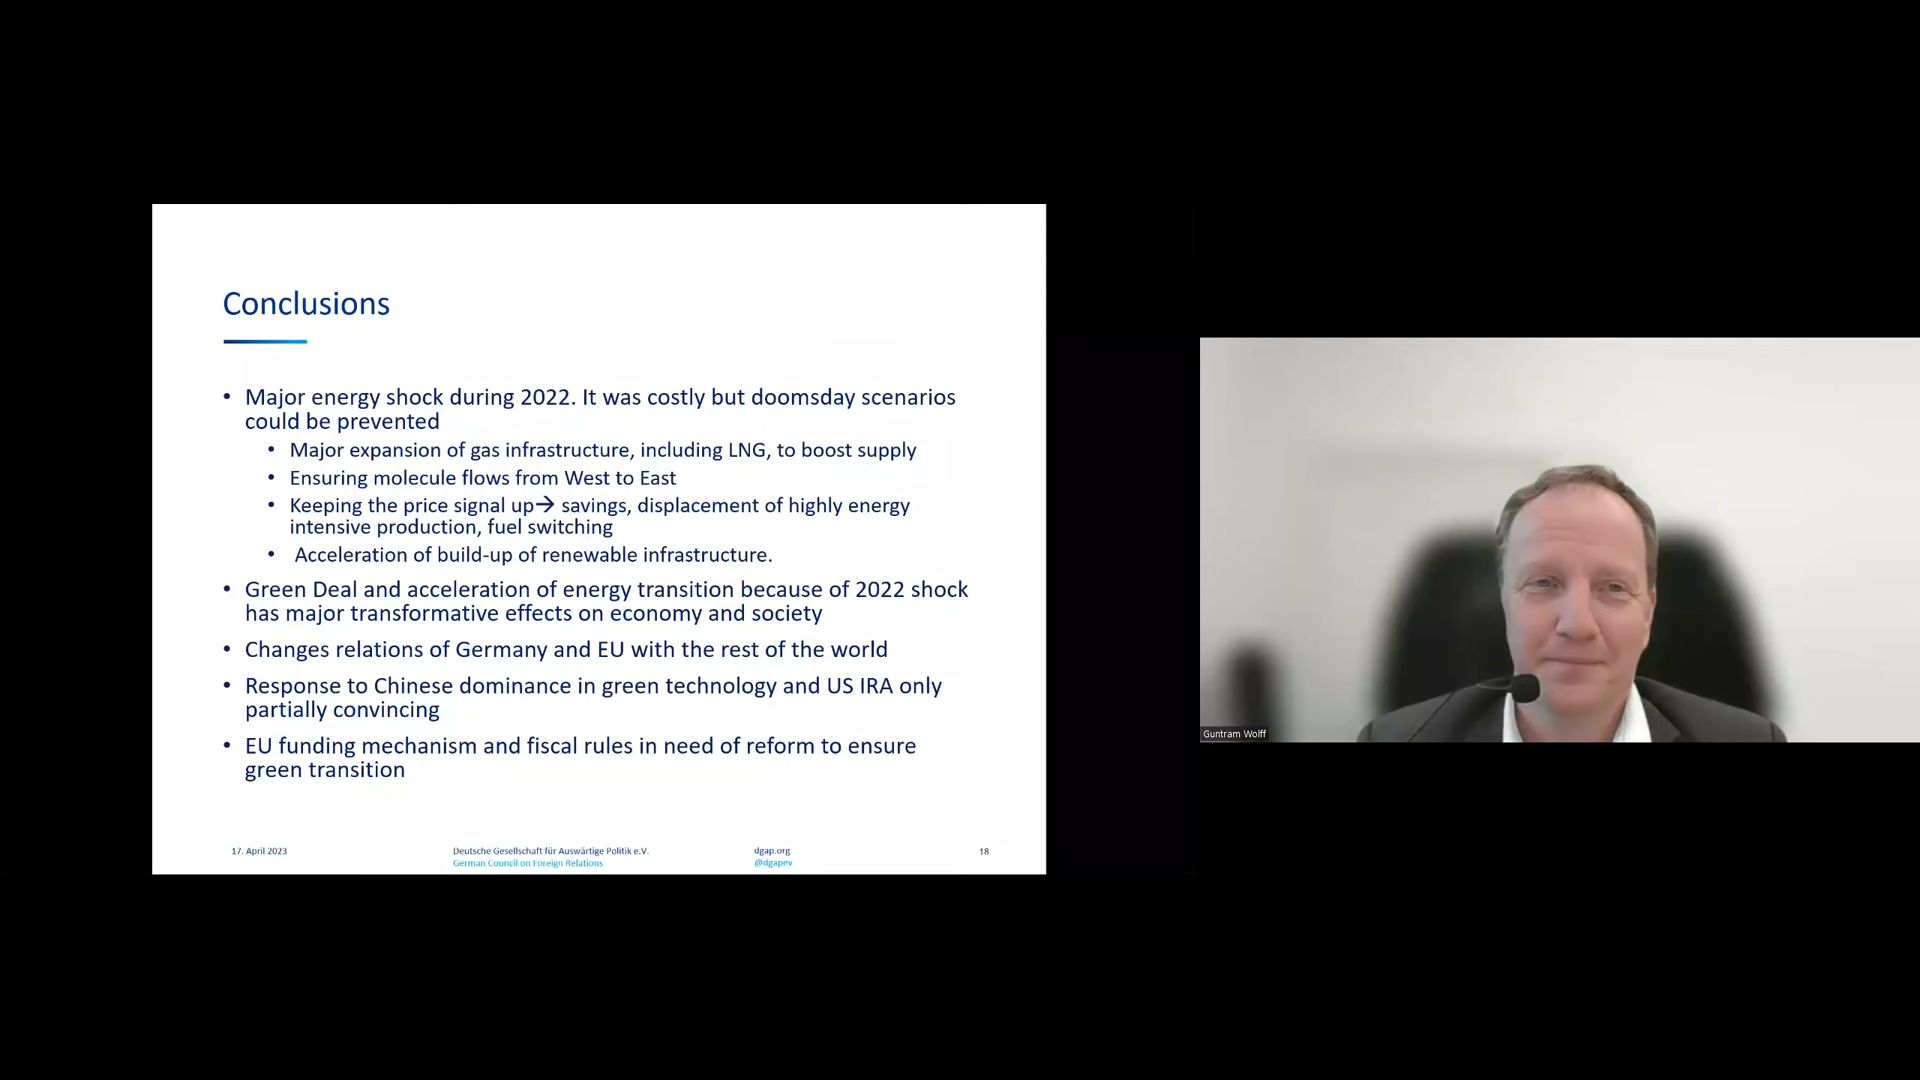 Conclusions
• Major energy shock during 2022. It was costly but doomsday scenarios
could be prevented
• Major expansion of gas infrastructure, including LNG, to boost supply
• Ensuring molecule flows from West to East
• Keeping the price signal up→ savings, displacement of highly energy
intensive production, fuel switching
• Acceleration of build-up of renewable infrastructure.
• Green Deal and acceleration of energy transition because of 2022 shock
has major transformative effects on economy and society
• Changes relations of Germany and EU with the rest of the world
• Response to Chinese dominance in green technology and US IRA only
partially convincing
• EU funding mechanism and fiscal rules in need of reform to ensure
green transition
17. April 2023
Deutsche Gesellschaft für Auswärtige Politik e.V.
German Council on Foreign Relations
dgap.org
@dgapev
18
Guntram Wolff